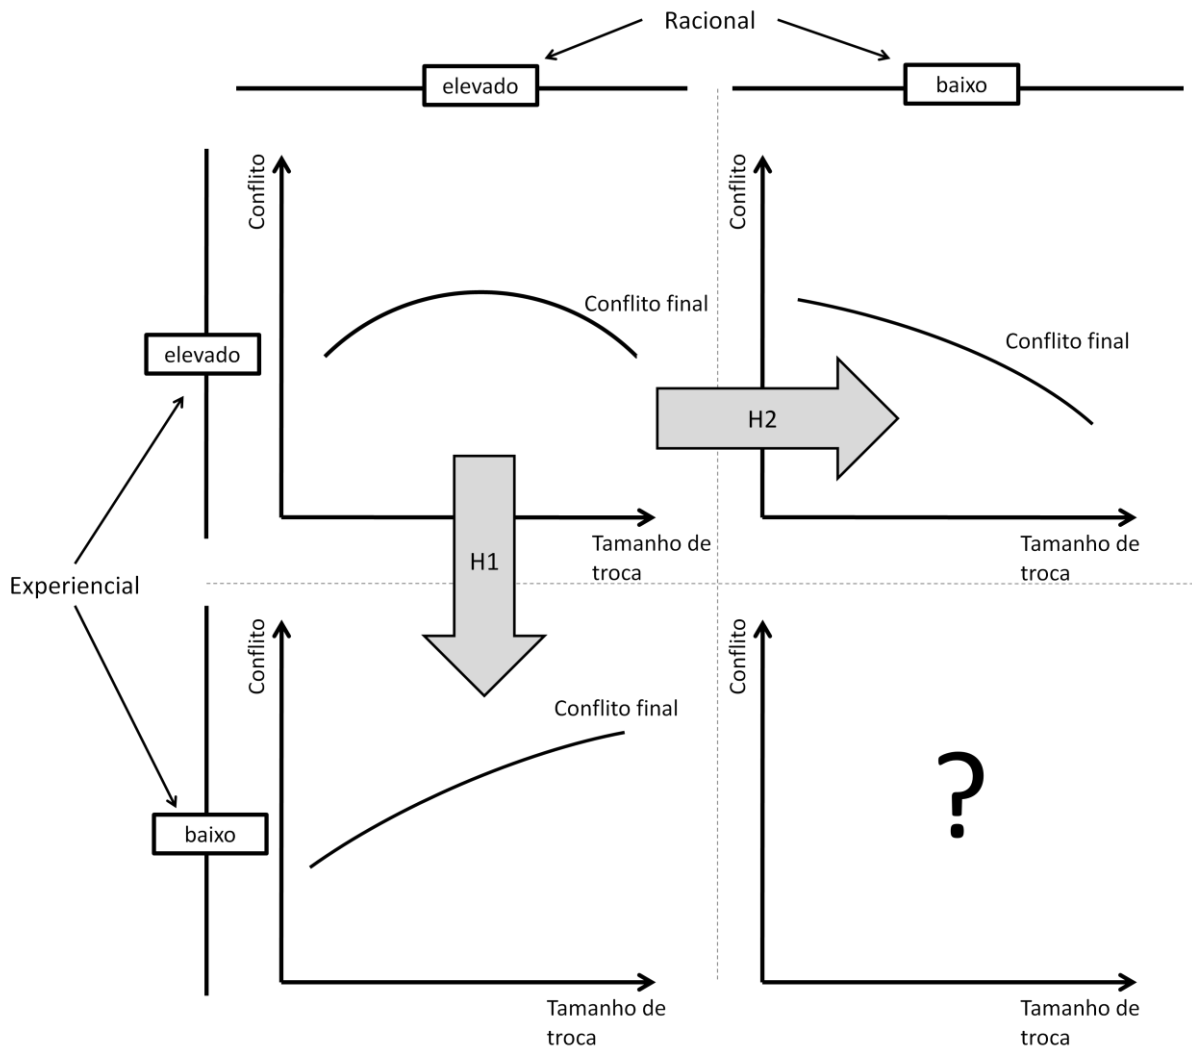 Racional
elevado
baixo
Conflito
Conflito
Conflito final
Conflito final
elevado
H2
H1
Tamanho de
troca
Tamanho de
troca
Experiencial
Conflito
Conflito
Conflito final
?
baixo
Tamanho de
troca
Tamanho de
troca